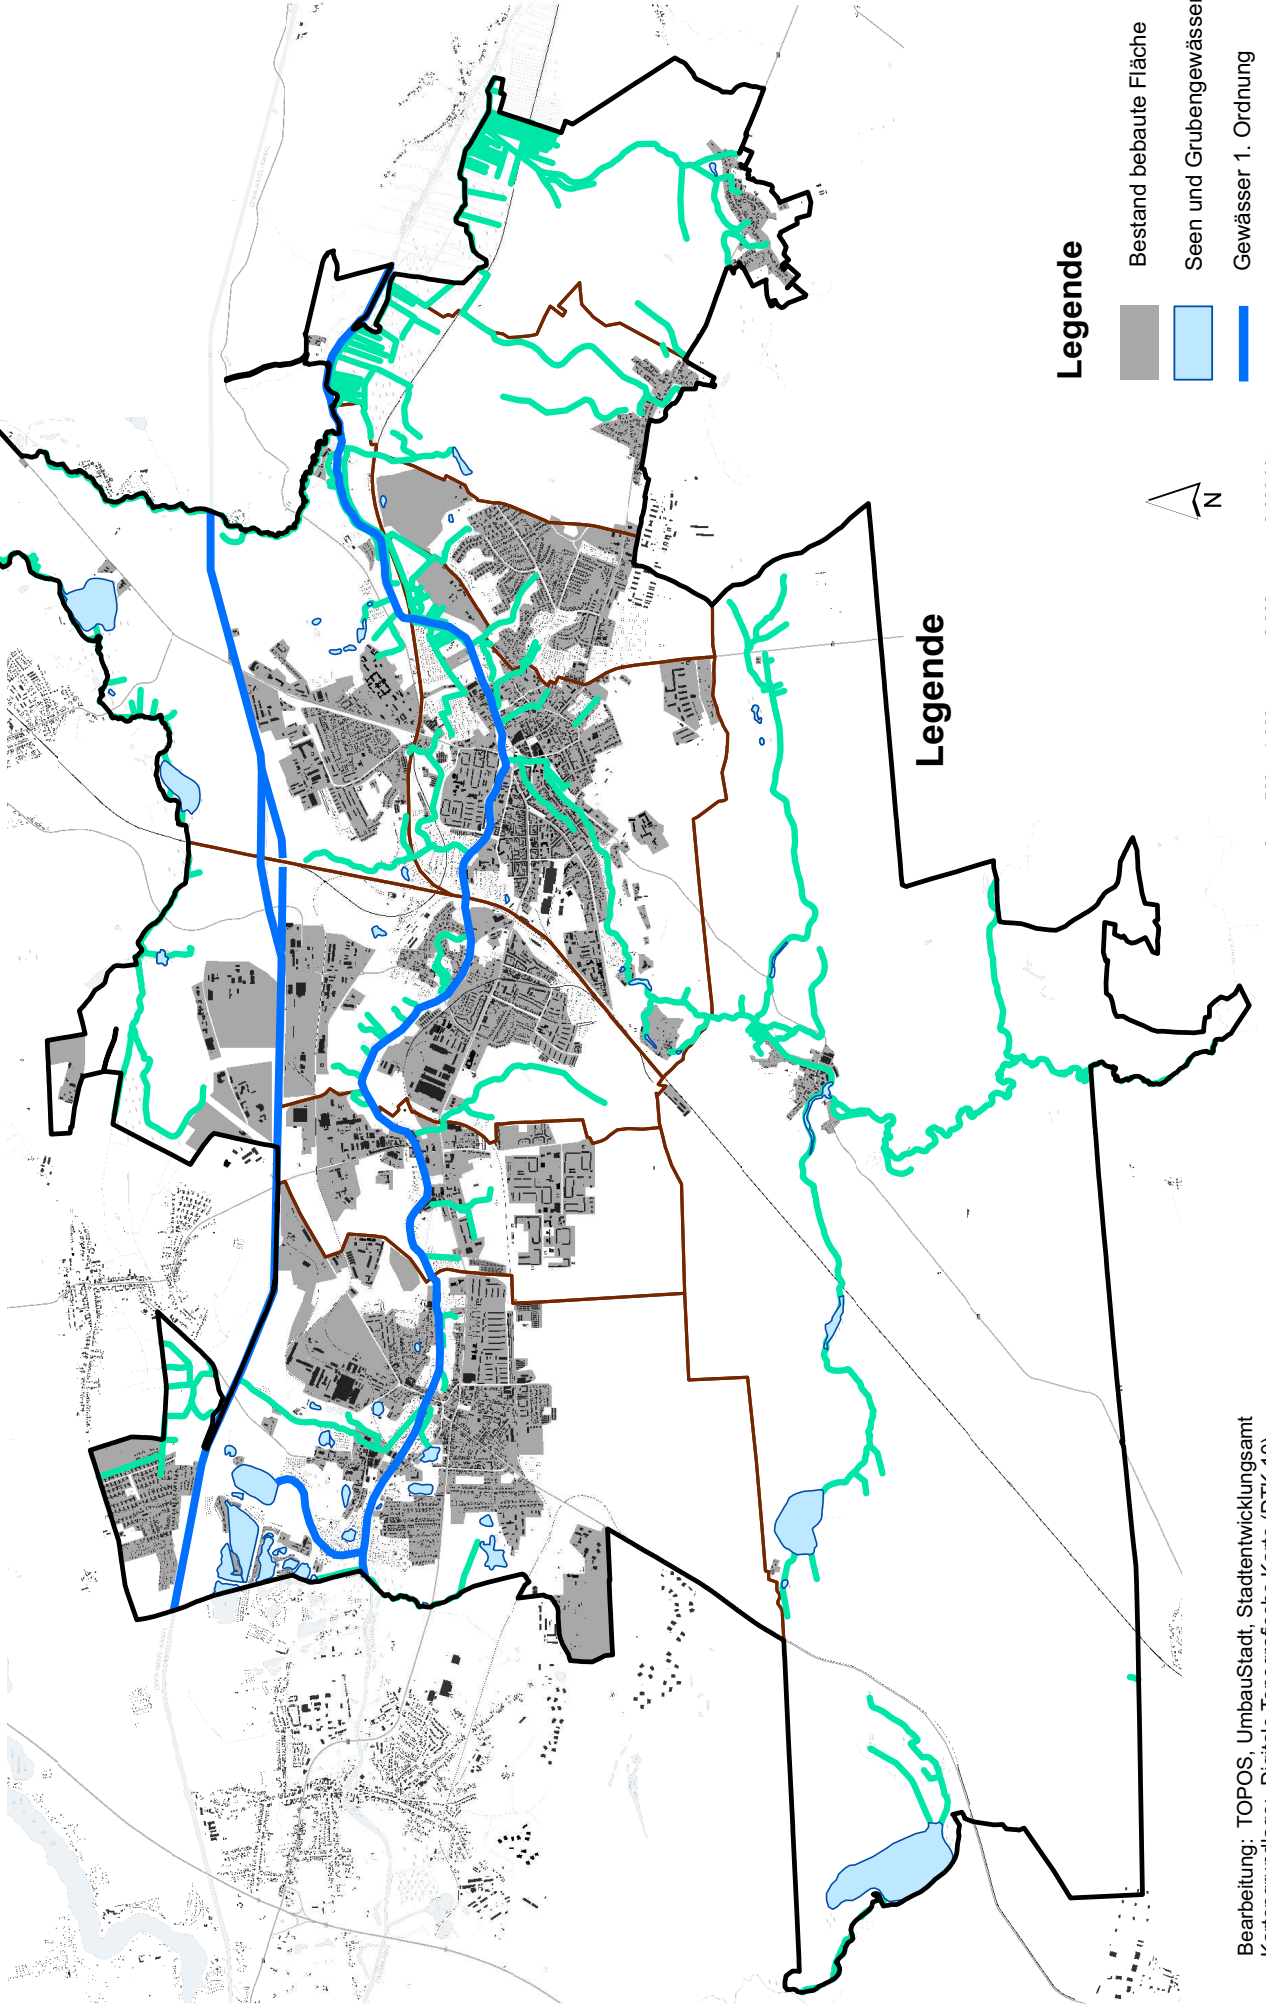 Legende
Bestand bebaute Fläche
Seen und Grubengewässer
Gewässer 1. Ordnung
N
Legende
Bearbeitung: TOPOS, UmbauStadt, Stadtentwicklungsamt